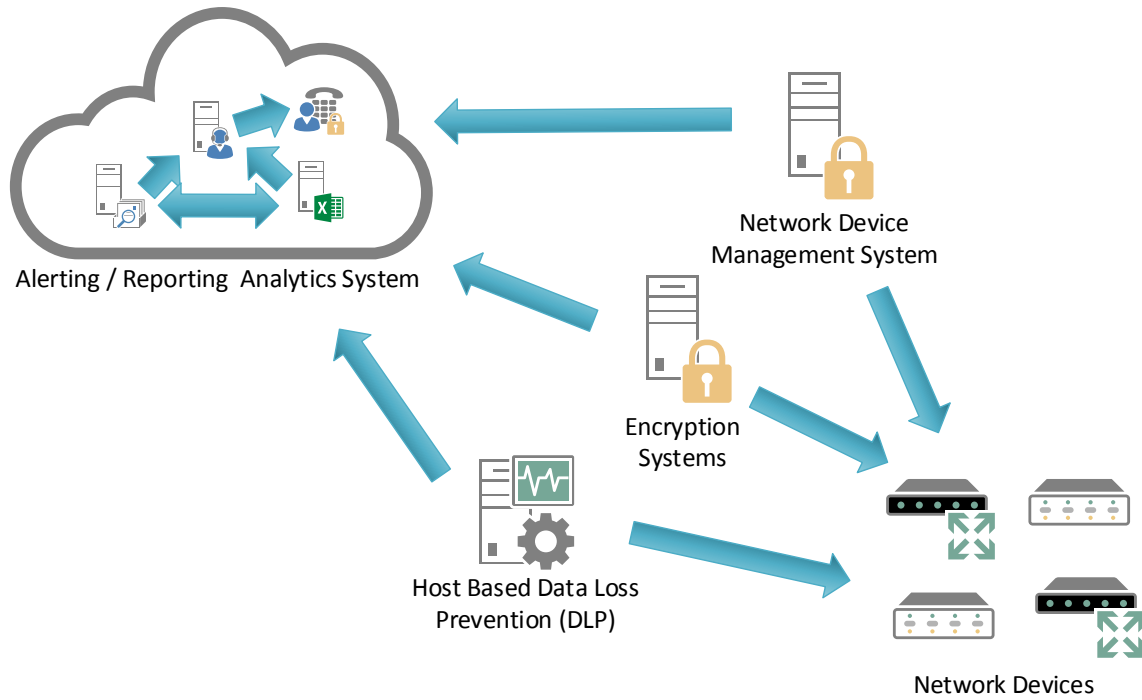 Network Device
Management System
Alerting / Reporting  Analytics System
X
Encryption
Systems
Host Based Data Loss
Prevention (DLP)
Network Devices